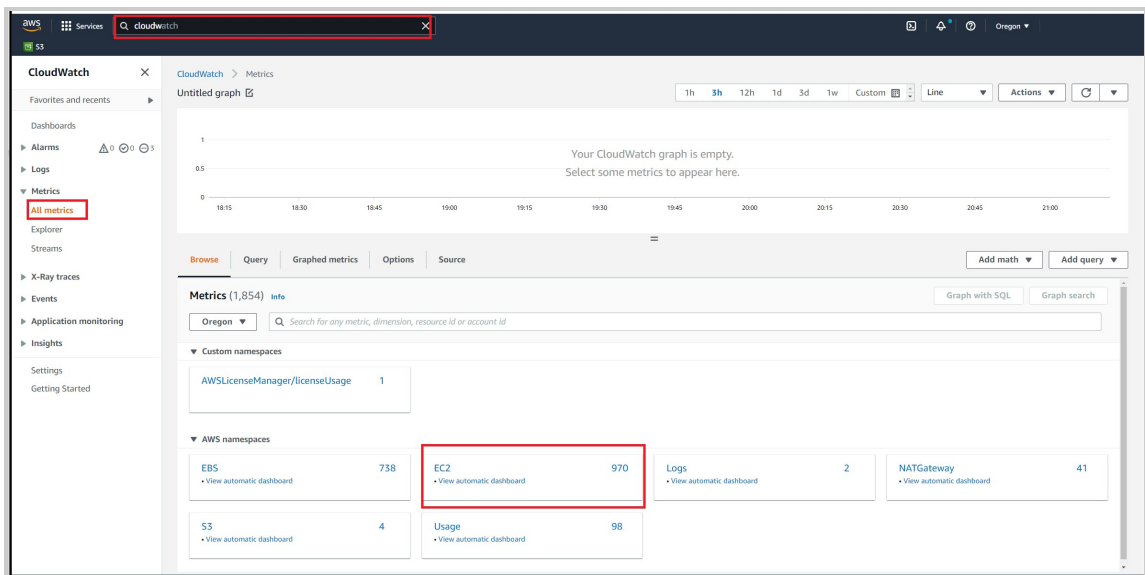 aws Services cloudwatch Oregon
S3
CloudWatch
Favorites and recents
Dashboards
Alarms 0 0 3
Logs
Metrics
All metrics
Explorer
Streams
X-Ray traces
Events
Application monitoring
Insights
Settings
Getting Started
CloudWatch > Metrics
Untitled graph 1h 3h 12h 1d 3d 1w Custom Line Actions
1
0.5
0
Your CloudWatch graph is empty.
Select some metrics to appear here.
18:15 18:30 18:45 19:00 19:15 19:30 19:45 20:00 20:15 20:30 20:45 21:00
Browse Query Graphed metrics Options Source Add math Add query
Metrics (1,854) Info Graph with SQL Graph search
Oregon Search for any metric, dimension, resource id or account id
Custom namespaces
AWSLicenseManager/licenseUsage 1
AWS namespaces
EBS 738 EC2 970 Logs 2 NATGateway 41
• View automatic dashboard • View automatic dashboard • View automatic dashboard • View automatic dashboard
S3 4 Usage 98
• View automatic dashboard • View automatic dashboard